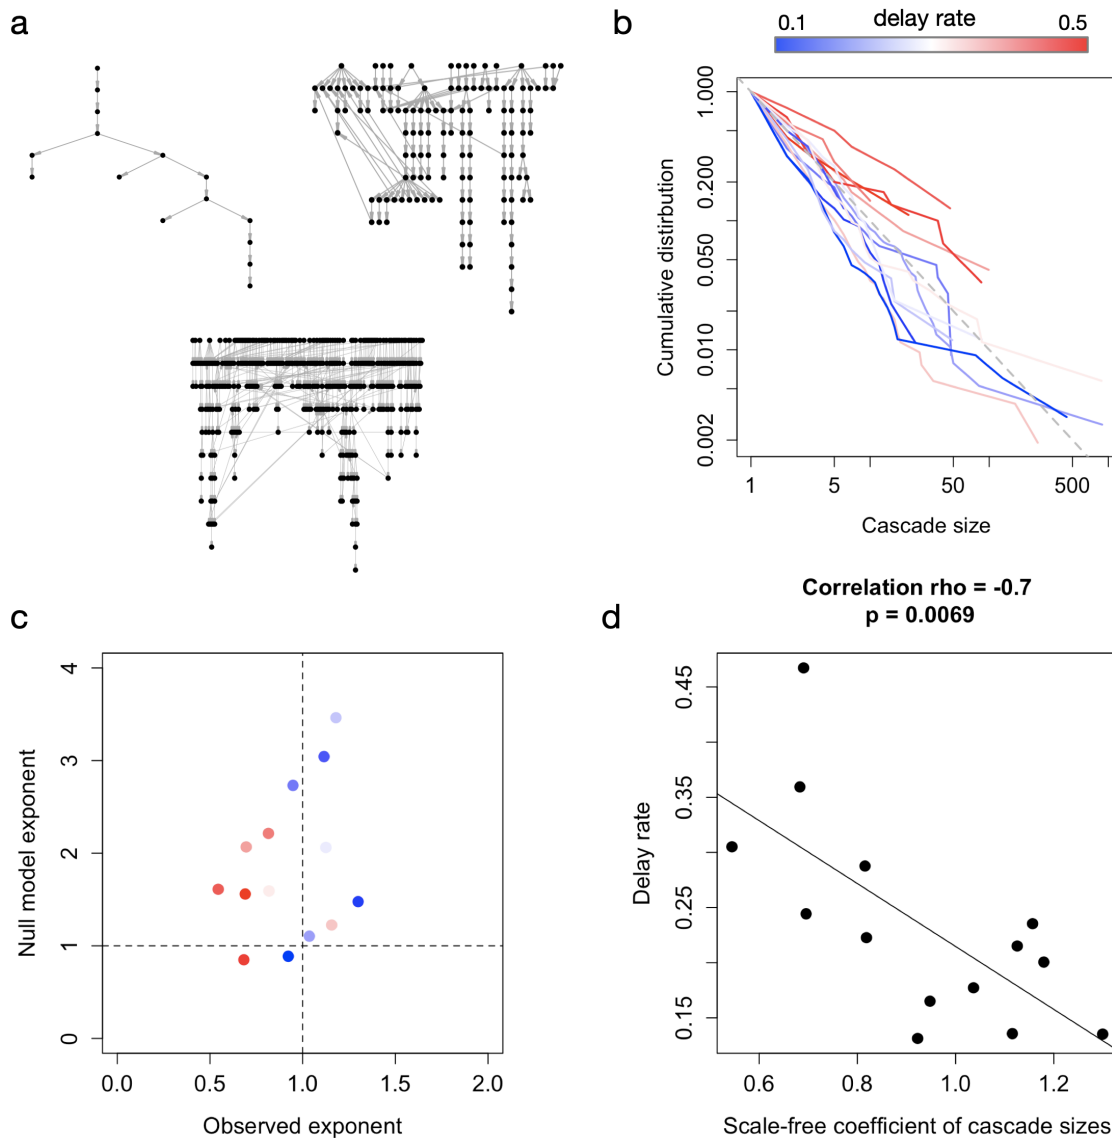 a
b
delay rate
0.1
0.5
Cumulative distirbution
1.000
0.200
0.050
0.010
0.002
1
5
50
500
Cascade size
c
Null model exponent
4
3
2
1
0
0.0
0.5
1.0
1.5
2.0
Observed exponent
d
Correlation rho = -0.7
p = 0.0069
Delay rate
0.45
0.35
0.25
0.15
0.6
0.8
1.0
1.2
Scale-free coefficient of cascade sizes